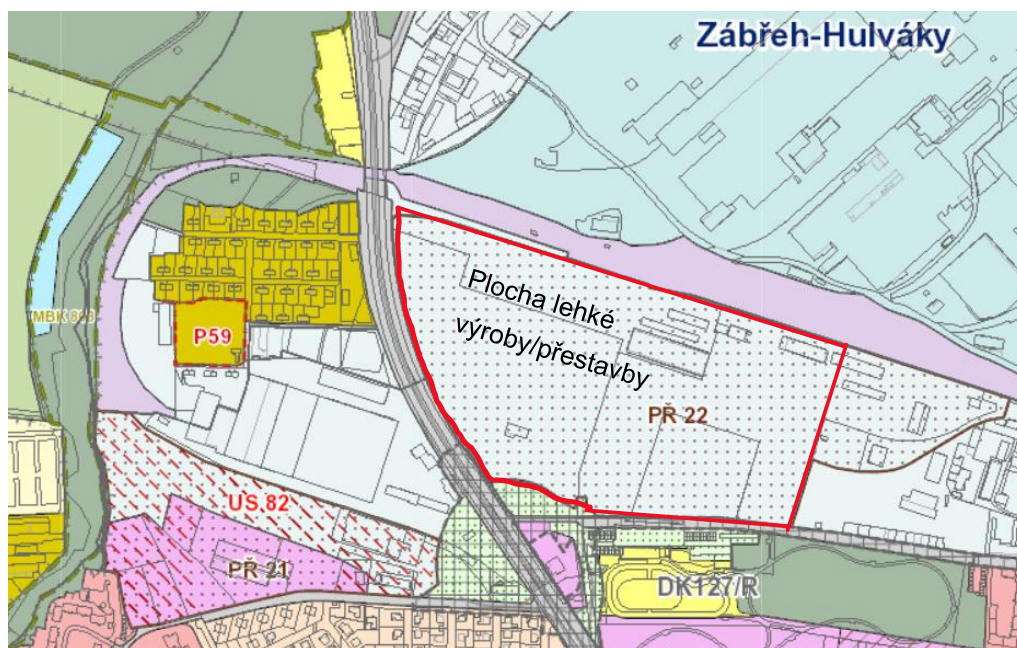 Zábřeh-Hulváky
Plocha lehké
výroby/přestavby
P59
PŘ 22
US 82
PŘ 21
DK127/R